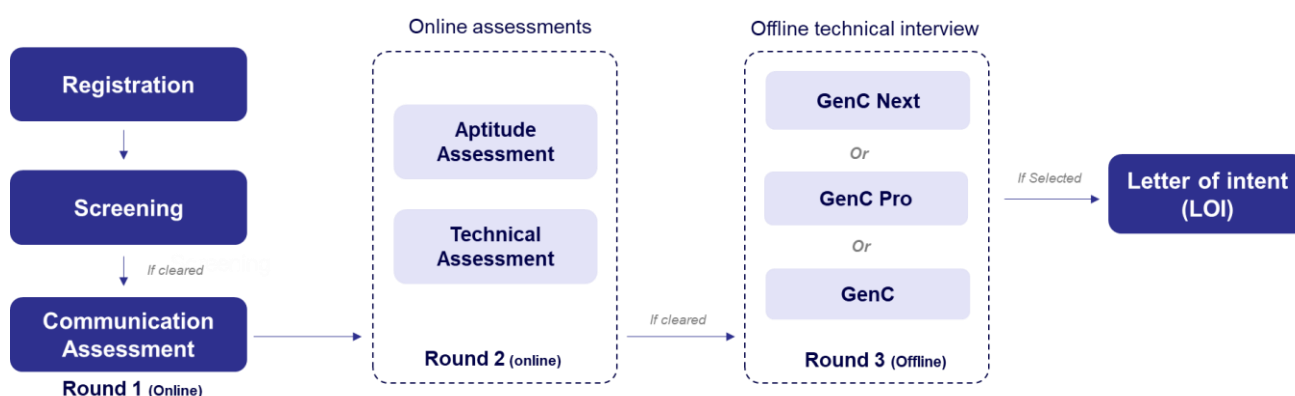 Registration
Screening
If cleared
Communication
Assessment
Round 1 (Online)
Online assessments
Aptitude
Assessment
Technical
Assessment
Round 2 (online)
If cleared
Offline technical interview
GenC Next
Or
GenC Pro
Or
GenC
Round 3 (Offline)
If Selected
Letter of intent
(LOI)